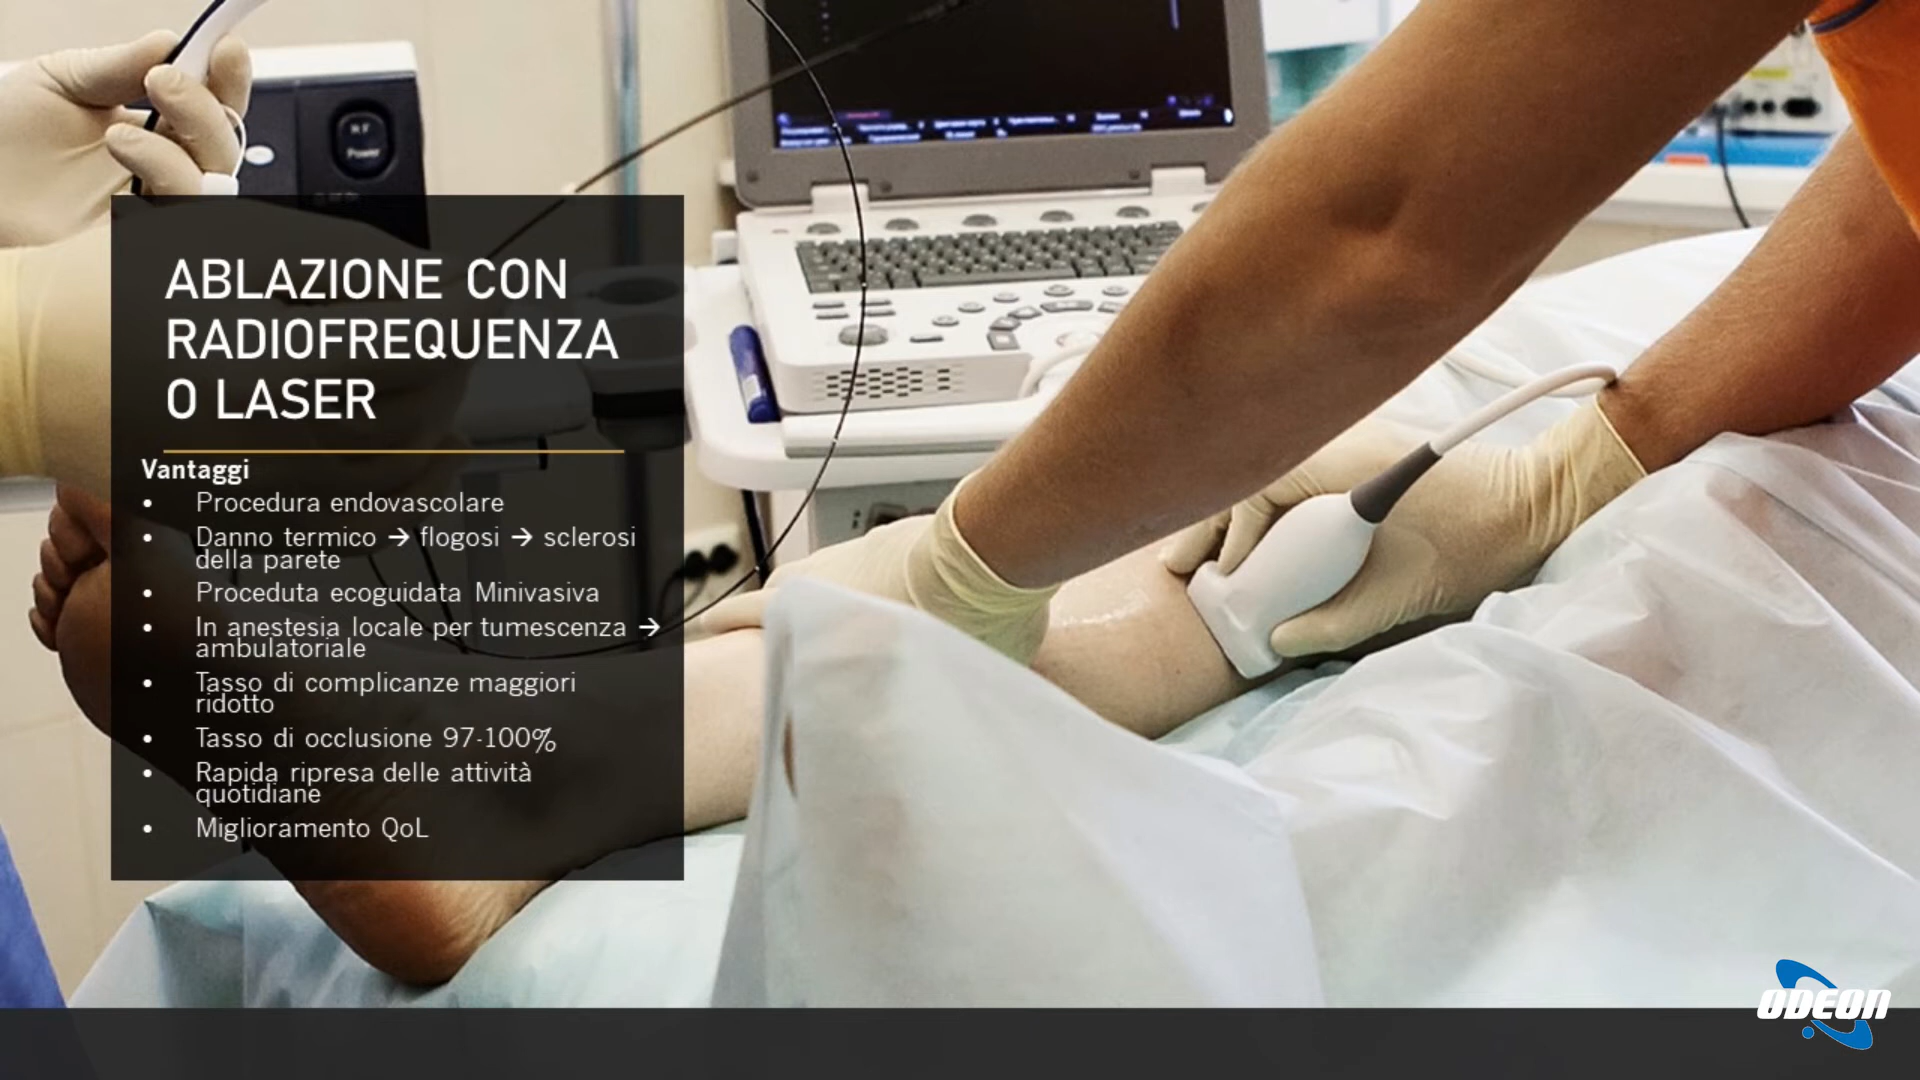 RF
Power
ABLAZIONE CON
RADIOFREQUENZA
O LASER
Vantaggi
• Procedura endovascolare
• Danno termico → flogosi → sclerosi
della parete
• Proceduta ecoguidata Minivasiva
• In anestesia locale per tumescenza →
ambulatoriale
• Tasso di complicanze maggiori
ridotto
• Tasso di occlusione 97-100%
• Rapida ripresa delle attività
quotidiane
• Miglioramento QoL
ODEON